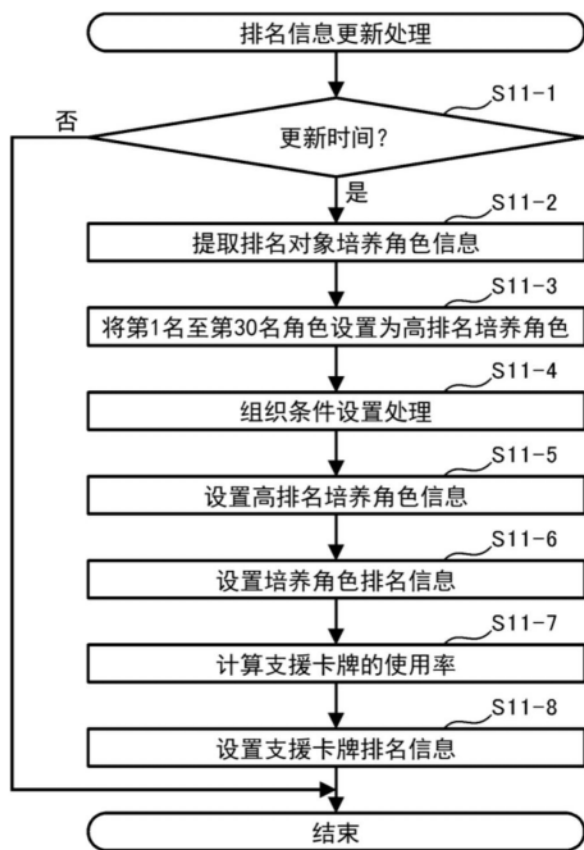 排名信息更新处理
S11-1
否
更新时间？
是
S11-2
提取排名对象培养角色信息
S11-3
将第1名至第30名角色设置为高排名培养角色
S11-4
组织条件设置处理
S11-5
设置高排名培养角色信息
S11-6
设置培养角色排名信息
S11-7
计算支援卡牌的使用率
S11-8
设置支援卡牌排名信息
结束